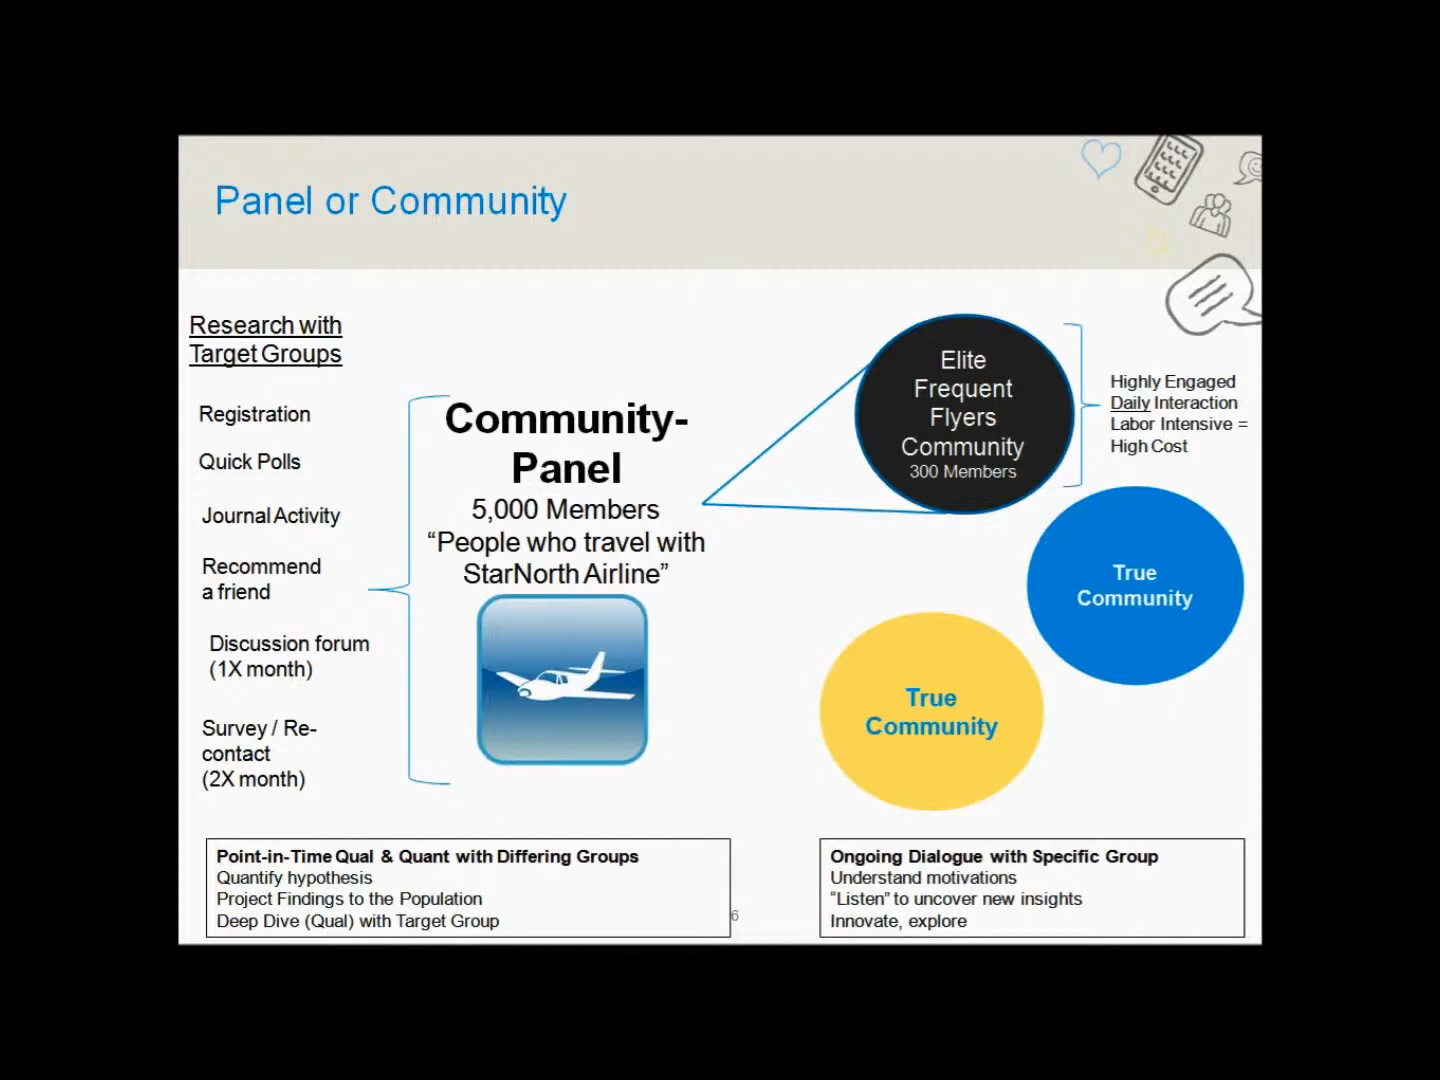 Panel or Community
Research with
Target Groups
Registration
Quick Polls
Journal Activity
Recommend
a friend
Discussion forum
(1X month)
Survey / Re-
contact
(2X month)
Community-
Panel
5,000 Members
“People who travel with
StarNorth Airline”
Elite
Frequent
Flyers
Community
300 Members
Highly Engaged
Daily Interaction
Labor Intensive =
High Cost
True
Community
True
Community
Point-in-Time Qual & Quant with Differing Groups
Quantify hypothesis
Project Findings to the Population
Deep Dive (Qual) with Target Group
6
Ongoing Dialogue with Specific Group
Understand motivations
“Listen” to uncover new insights
Innovate, explore